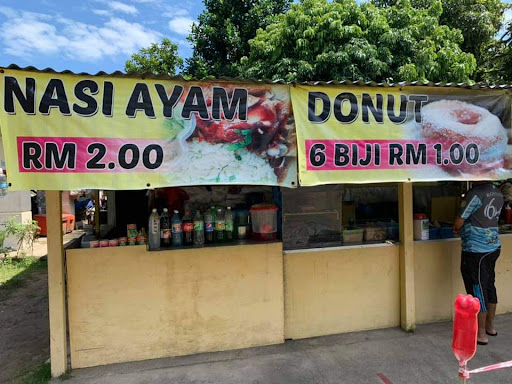 NASI AYAM
RM 2.00
DONUT
6 BIJI RM 1.00